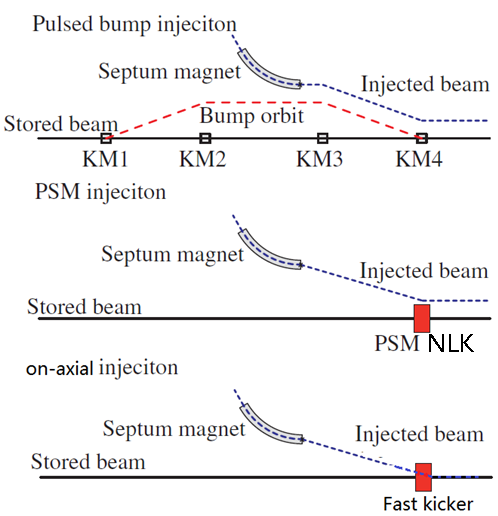 Pulsed bump injeciton
Septum magnet
Injected beam
Stored beam
Bump orbit
KM1 KM2 KM3 KM4
PSM injeciton
Septum magnet
Injected beam
Stored beam
PSM NLK
on-axial injeciton
Septum magnet
Injected beam
Stored beam
Fast kicker